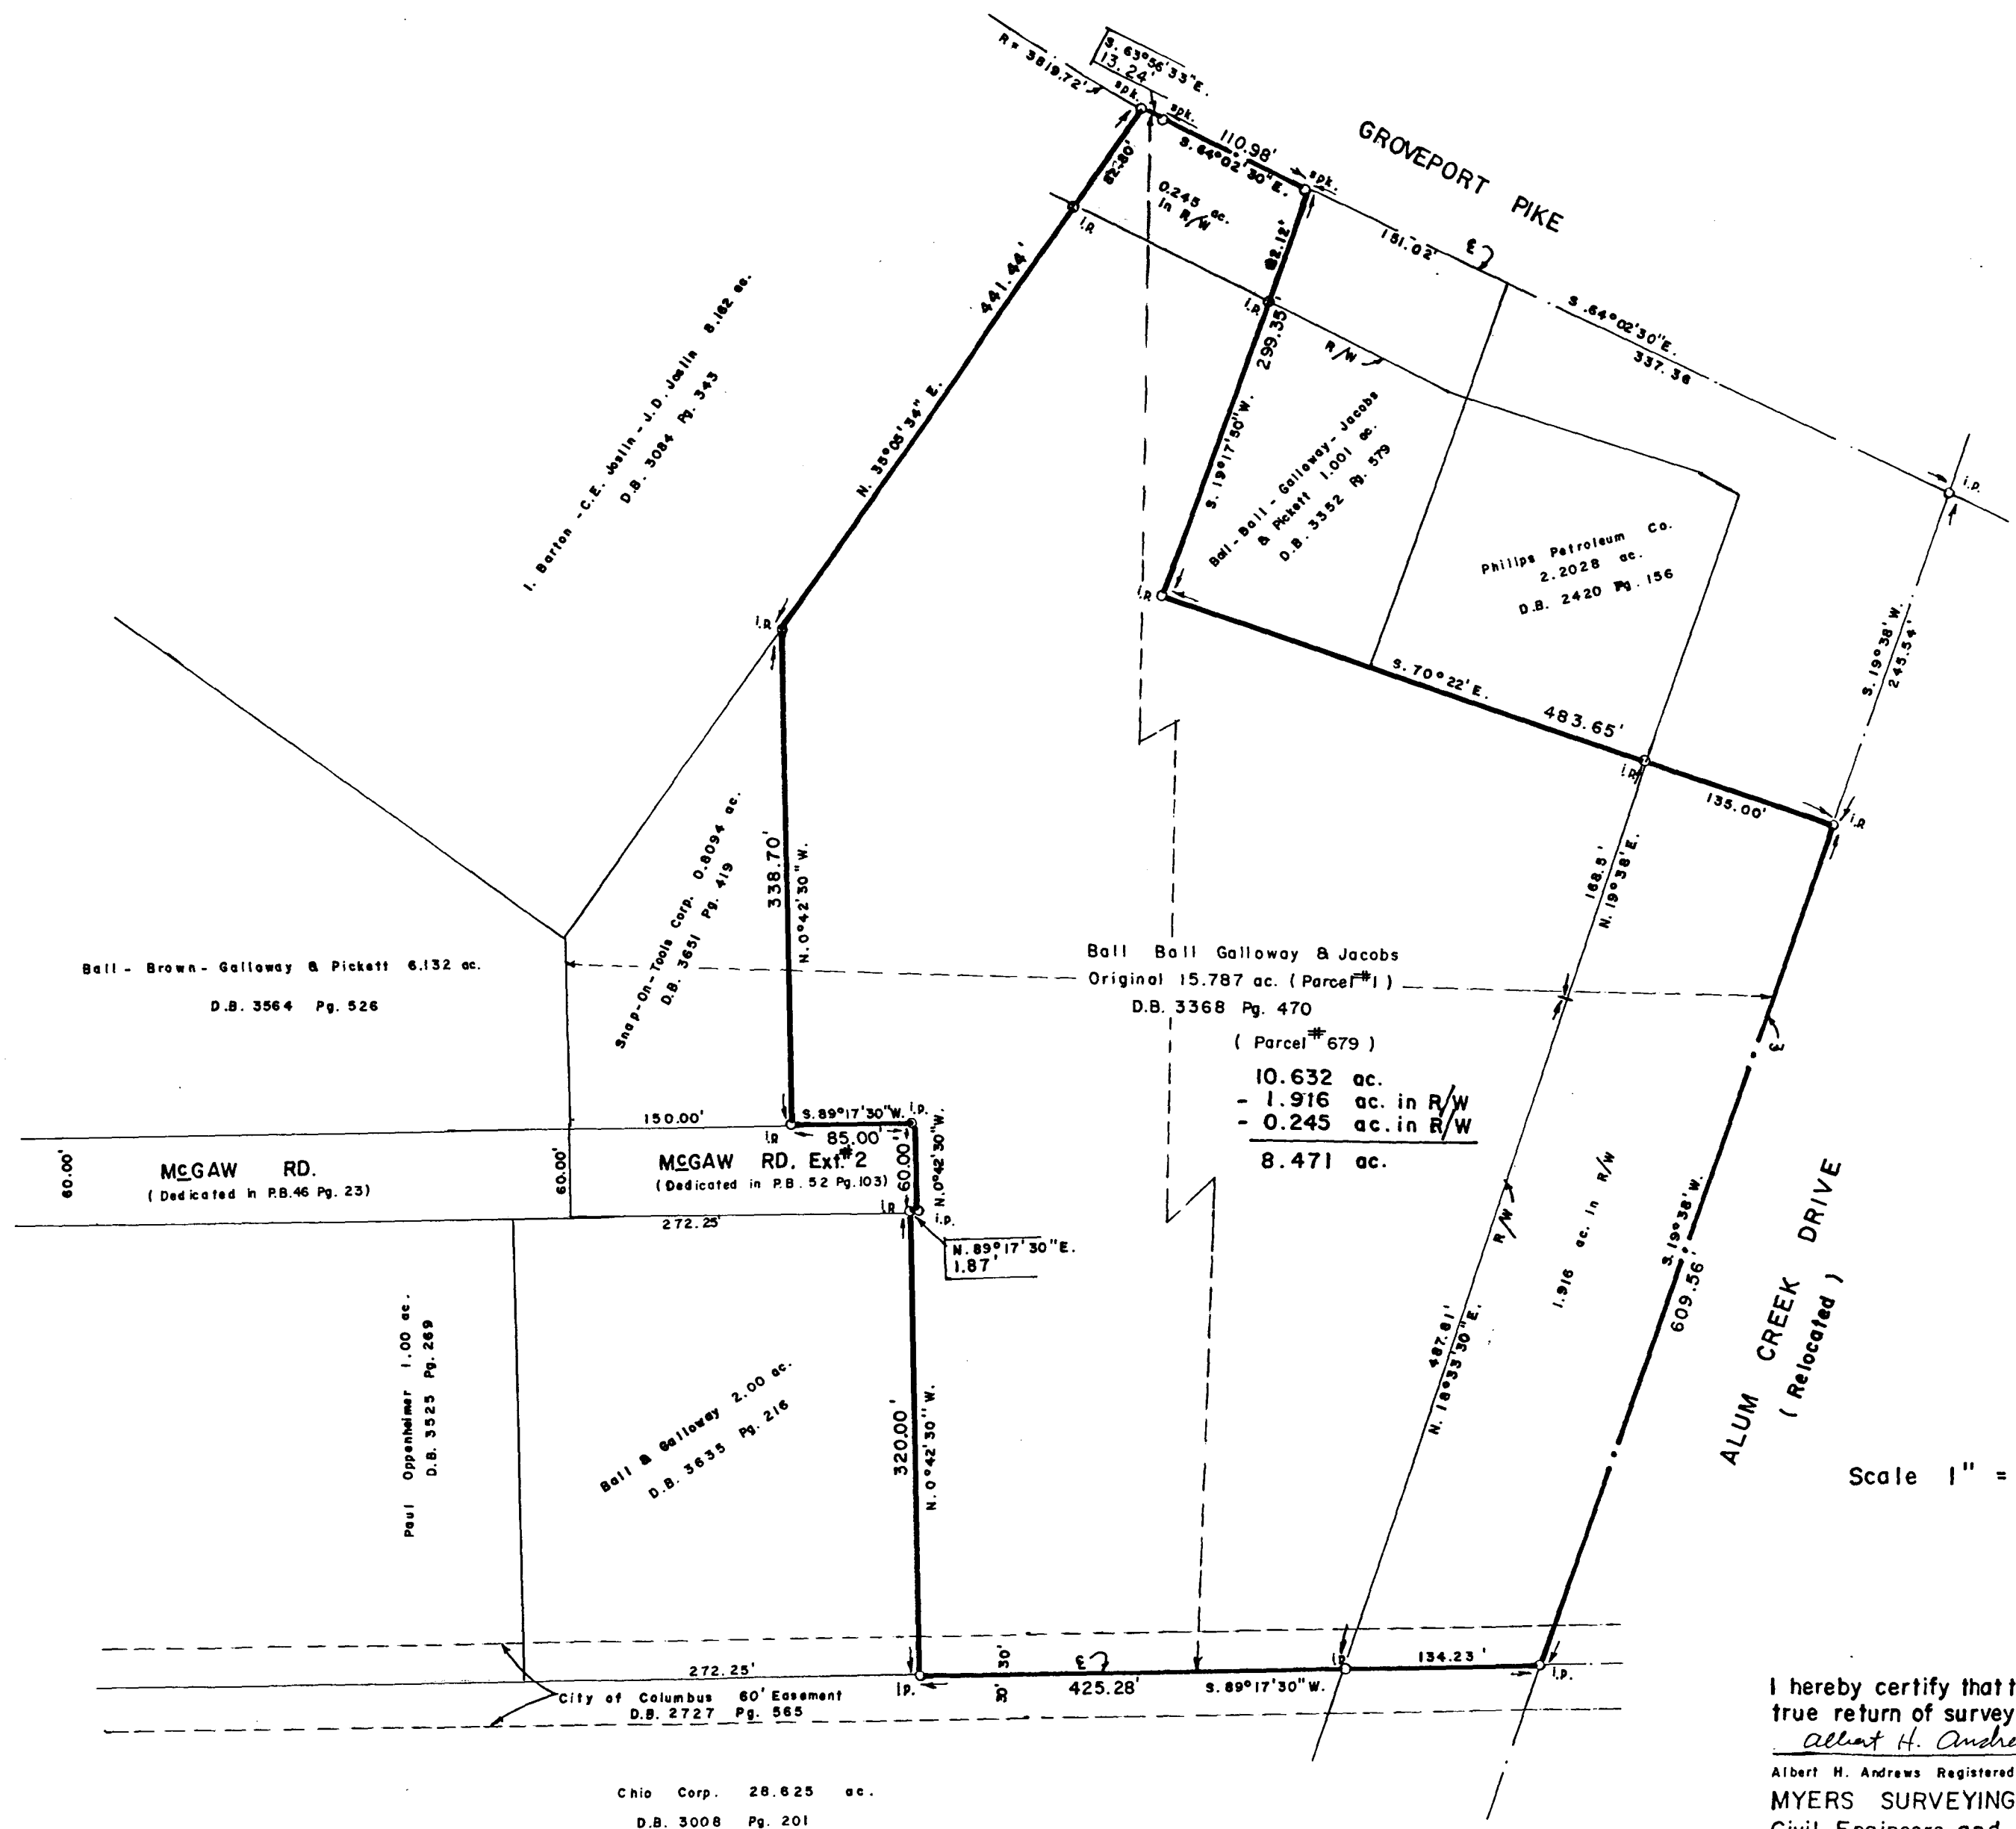 R = 3819.72'
S. 63°56'33"E.
13.24'
spk.
spk.
110.98'
S. 64°02'30"E.
spk.
GROVEPORT PIKE
82.80'
0.245 ac.
in R/W
i.p.
441.44'
82.12'
151.02'
S. 64°02'30"E.
337.36
i.p.
299.35'
R/W
I. Barton - C.E. Joslin - J.D. Joslin 8.162 ac.
D.B. 3084 Pg. 343
N. 35°05'34" E.
S. 19°17'50"W.
Ball - Ball - Galloway - Jacobs
& Pickett 1.001 ac.
D.B. 3352 Pg. 579
i.p.
Phillips Petroleum Co.
2.2028 ac.
D.B. 2420 Pg. 156
i.p.
i.p.
S. 19°38' W.
245.54'
S. 70°22' E.
483.65'
i.p.
135.00'
i.p.
Snap-On-Tools Corp. 0.8094 ac.
D.B. 3651 Pg. 419
338.70'
N. 0°42'30" W.
168.5'
N. 19°38' E.
Ball - Brown - Galloway & Pickett 6.132 ac.
D.B. 3564 Pg. 526
Ball Ball Galloway & Jacobs
Original 15.787 ac. (Parcel #1)
D.B. 3368 Pg. 470
(Parcel #679)
10.632 ac.
- 1.916 ac. in R/W
- 0.245 ac. in R/W
8.471 ac.
150.00'
S. 89°17'30"W.
i.p.
i.p.
85.00'
60.00'
McGAW RD.
(Dedicated in P.B. 46 Pg. 23)
60.00'
McGAW RD. Ext. #2
(Dedicated in P.B. 52 Pg. 103)
60.00'
N. 0°42'30" W.
272.25'
i.p.
i.p.
N. 89°17'30"E.
1.87'
R/W
1.916 ac. in R/W
S. 19°38' W.
609.56'
ALUM CREEK DRIVE
(Relocated)
Paul Oppenheimer 1.00 ac.
D.B. 3525 Pg. 269
Ball & Galloway 2.00 ac.
D.B. 3635 Pg. 216
320.00'
N. 0°42'30" W.
487.81'
N. 18°33'30"E.
Scale 1" =
272.25'
i.p.
30'
30'
425.28'
S. 89°17'30" W.
i.p.
134.23'
i.p.
City of Columbus 60' Easement
D.B. 2727 Pg. 565
Chio Corp. 28.625 ac.
D.B. 3008 Pg. 201
I hereby certify that t
true return of survey
Albert H. Andre
Albert H. Andrews Registered
MYERS SURVEYING
Civil Engineers and